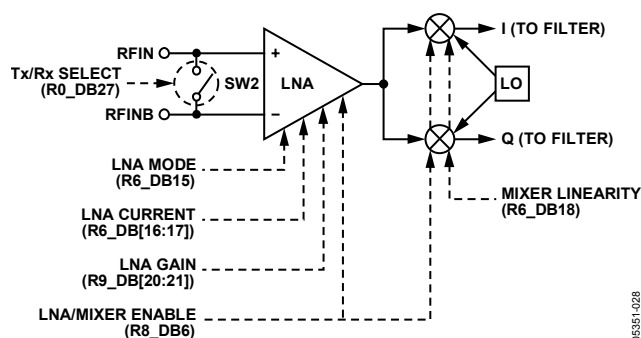 RFIN
I (TO FILTER)
+
Tx/Rx SELECT
(R0_DB27)
SW2
LNA
LO
RFINB
−
Q (TO FILTER)
LNA MODE
(R6_DB15)
MIXER LINEARITY
(R6_DB18)
LNA CURRENT
(R6_DB[16:17])
LNA GAIN
(R9_DB[20:21])
LNA/MIXER ENABLE
(R8_DB6)
05351-028